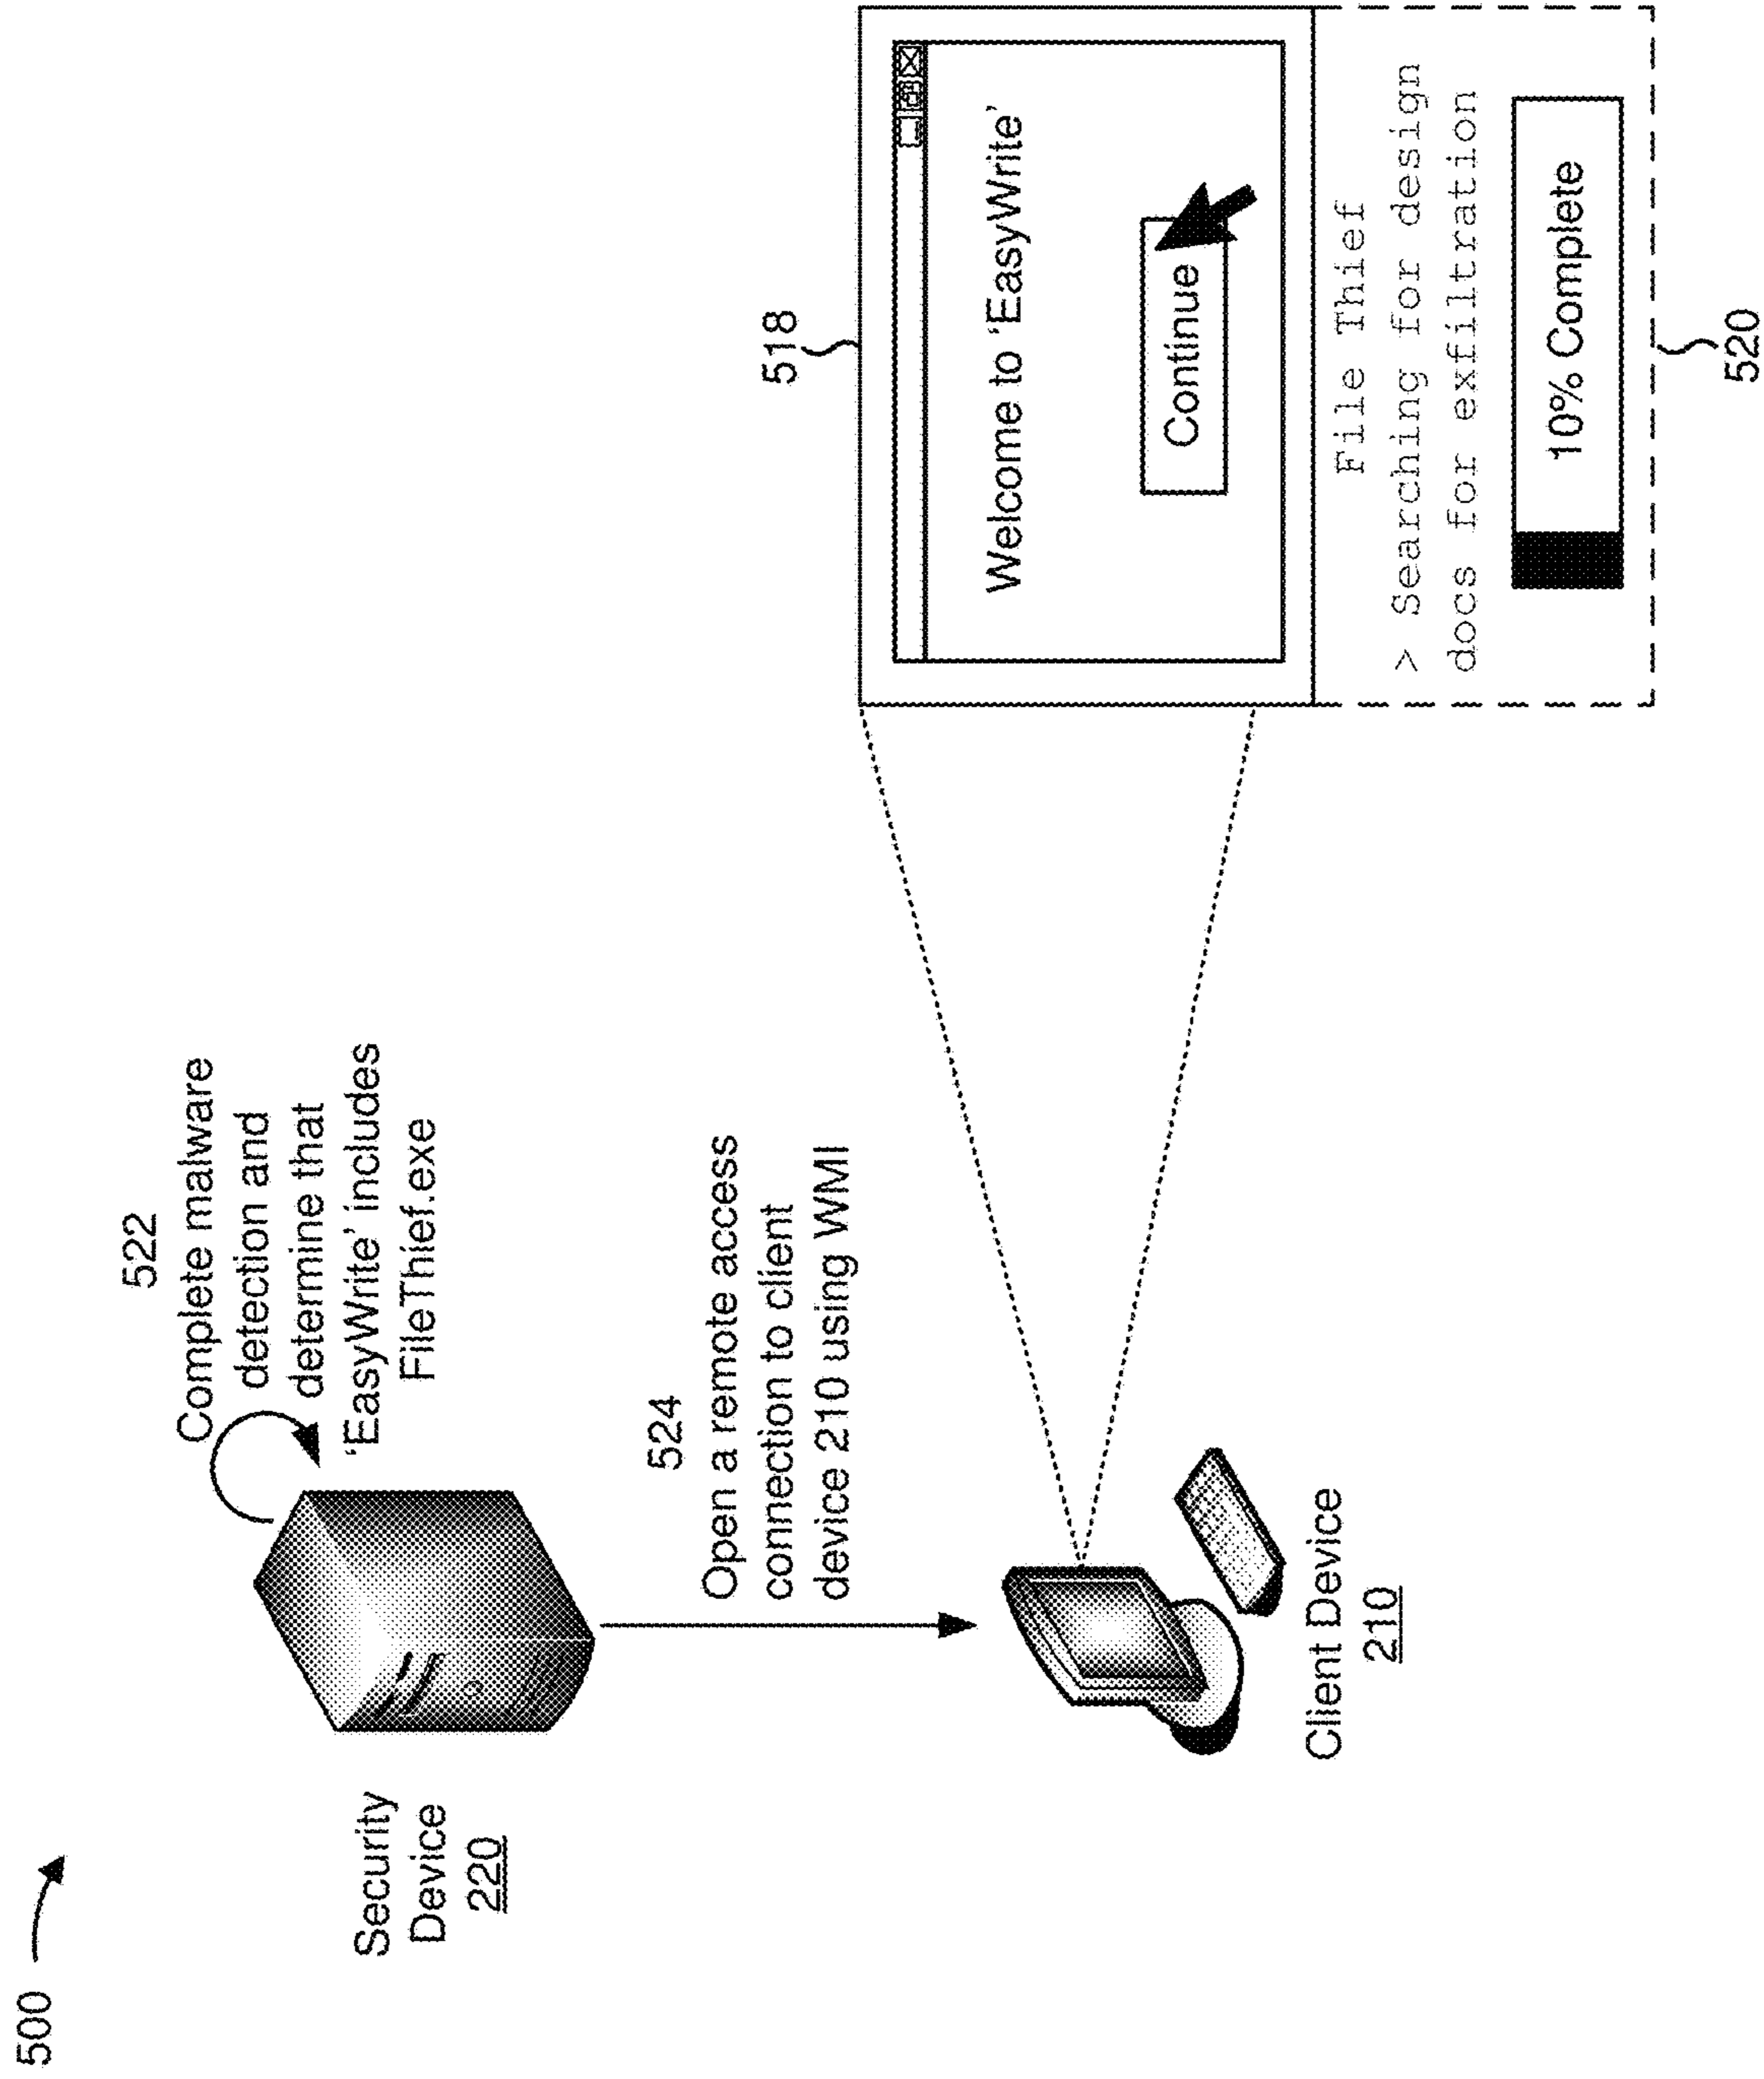 500
522
Complete malware
detection and
determine that
'EasyWrite' includes
FileThief.exe
Security
Device
220
524
Open a remote access
connection to client
device 210 using WMI
Client Device
210
518
Welcome to 'EasyWrite'
Continue
File Thief
> Searching for design
docs for exfiltration
10% Complete
520